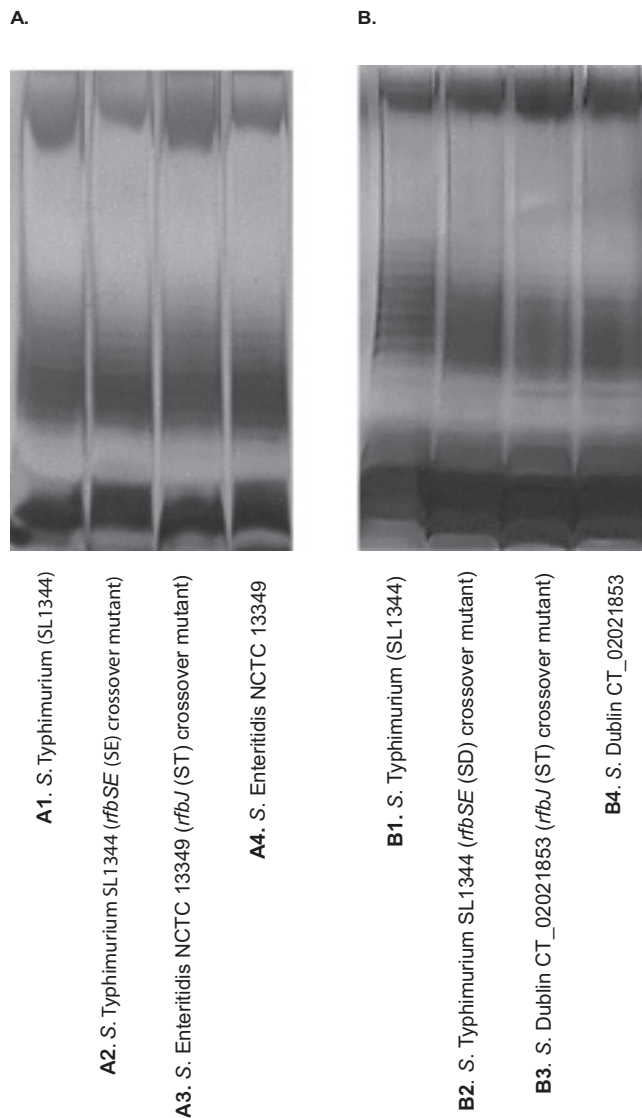 A.
B.
A1. S. Typhimurium (SL1344)
A2. S. Typhimurium SL1344 (rfbSE (SE) crossover mutant)
A3. S. Enteritidis NCTC 13349 (rfbJ (ST) crossover mutant)
A4. S. Enteritidis NCTC 13349
B1. S. Typhimurium (SL1344)
B2. S. Typhimurium SL1344 (rfbSE (SD) crossover mutant)
B3. S. Dublin CT_02021853 (rfbJ (ST) crossover mutant)
B4. S. Dublin CT_02021853